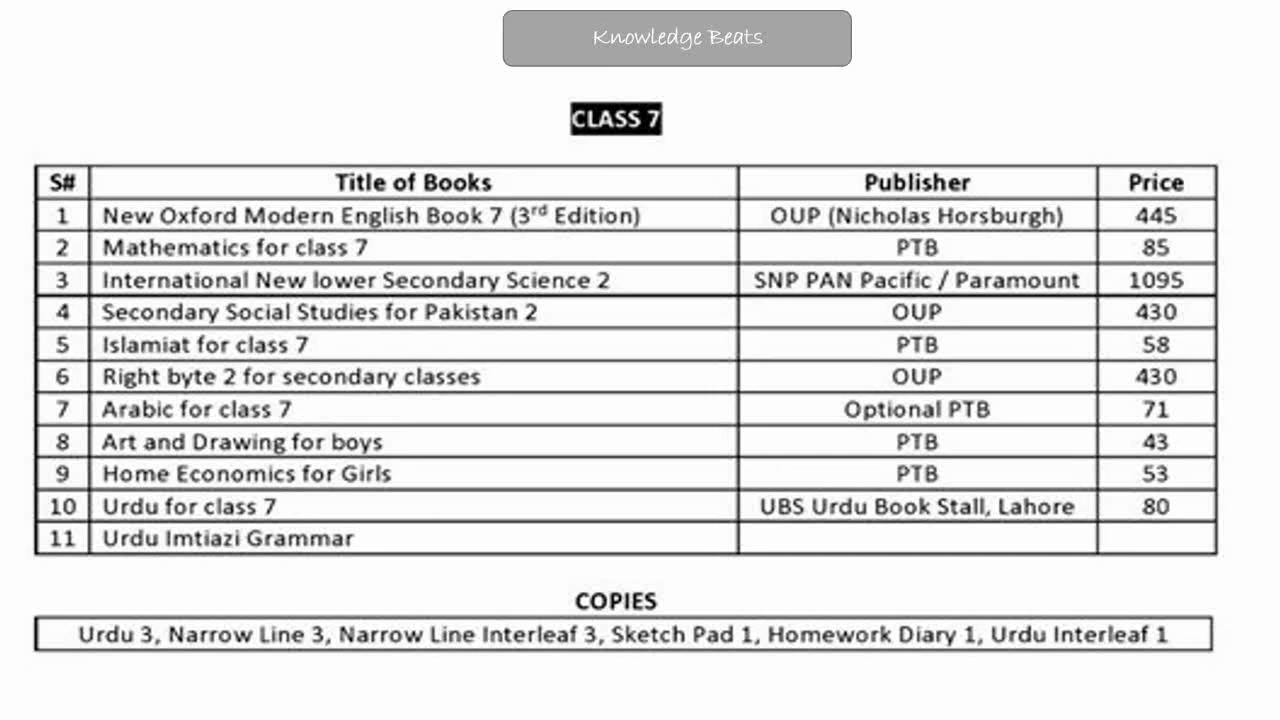 Knowledge Beats
CLASS 7
S# Title of Books Publisher Price
1 New Oxford Modern English Book 7 (3rd Edition) OUP (Nicholas Horsburgh) 445
2 Mathematics for class 7 PTB 85
3 International New lower Secondary Science 2 SNP PAN Pacific / Paramount 1095
4 Secondary Social Studies for Pakistan 2 OUP 430
5 Islamiat for class 7 PTB 58
6 Right byte 2 for secondary classes OUP 430
7 Arabic for class 7 Optional PTB 71
8 Art and Drawing for boys PTB 43
9 Home Economics for Girls PTB 53
10 Urdu for class 7 UBS Urdu Book Stall, Lahore 80
11 Urdu Imtiazi Grammar
COPIES
Urdu 3, Narrow Line 3, Narrow Line Interleaf 3, Sketch Pad 1, Homework Diary 1, Urdu Interleaf 1